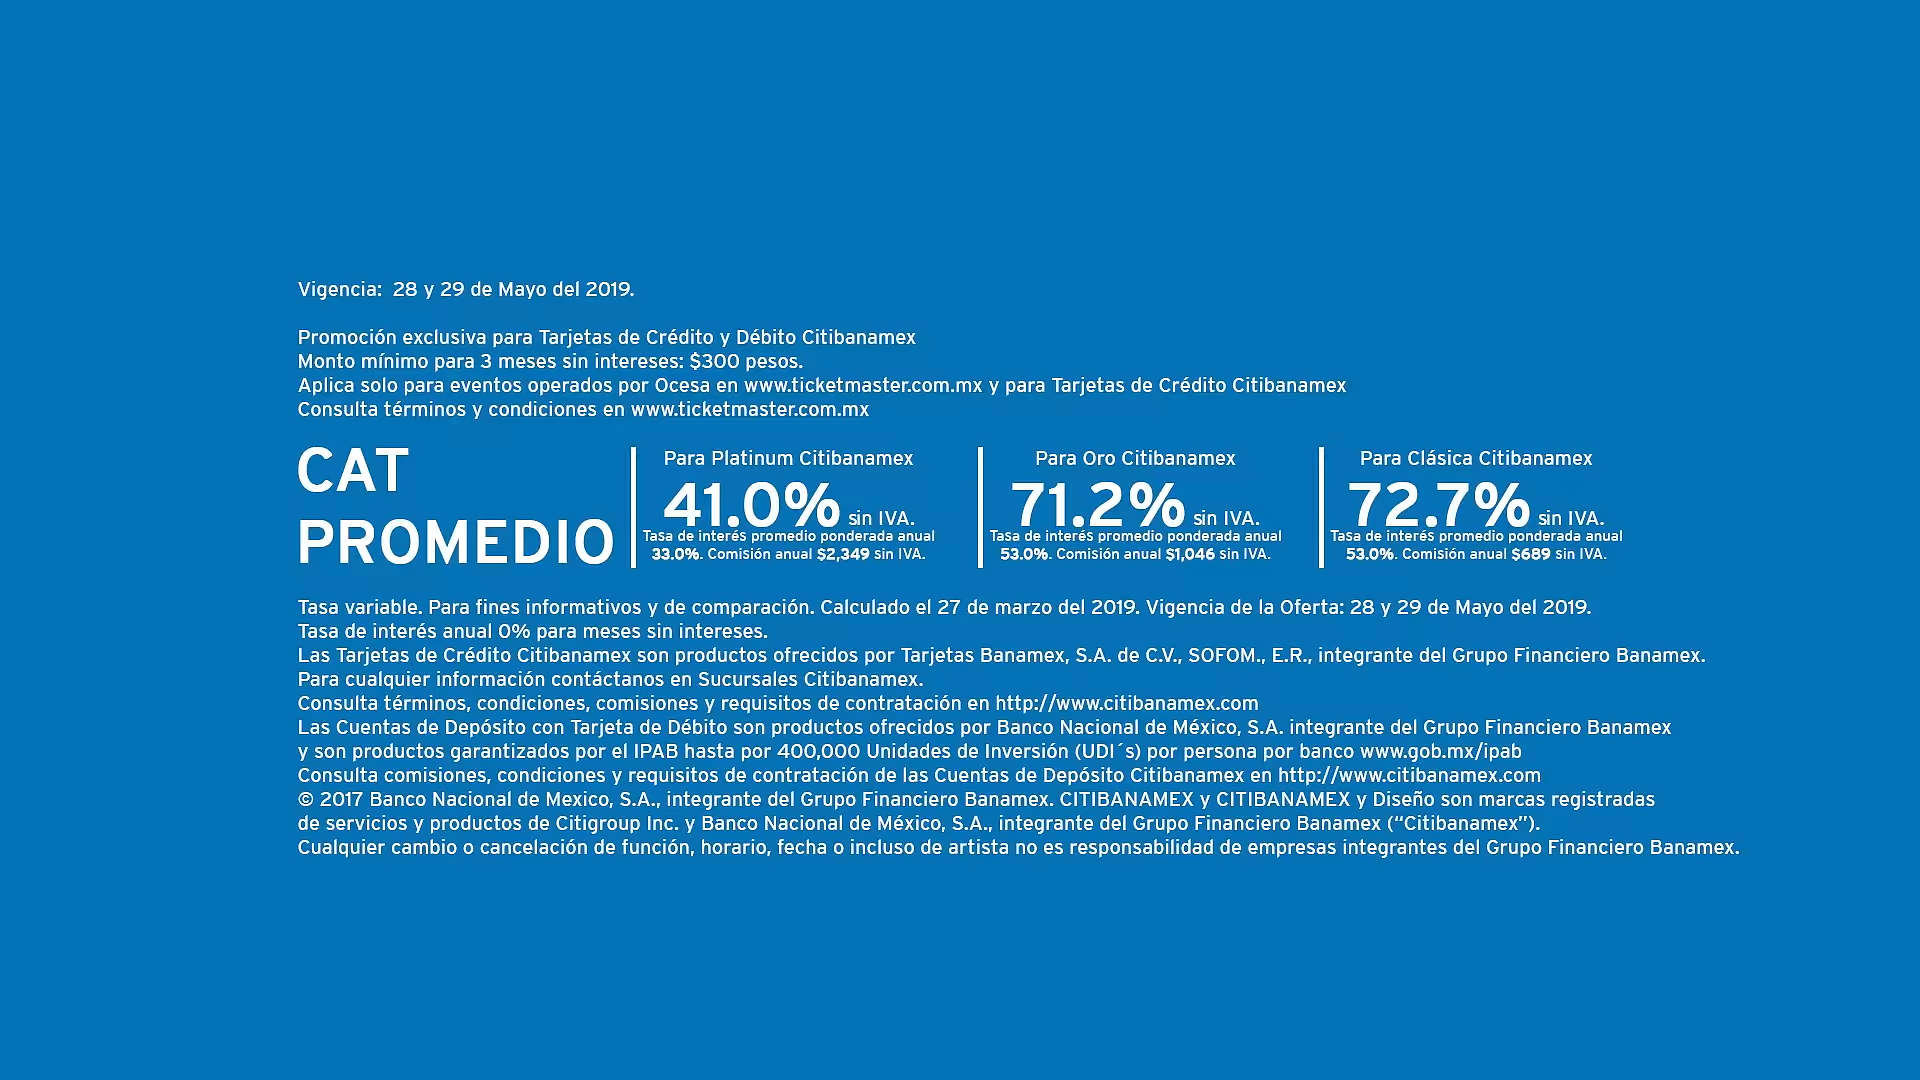 Vigencia:  28 y 29 de Mayo del 2019.
Promoción exclusiva para Tarjetas de Crédito y Débito Citibanamex
Monto mínimo para 3 meses sin intereses: $300 pesos.
Aplica solo para eventos operados por Ocesa en www.ticketmaster.com.mx y para Tarjetas de Crédito Citibanamex
Consulta términos y condiciones en www.ticketmaster.com.mx
CAT
PROMEDIO
Para Platinum Citibanamex
41.0% sin IVA.
Tasa de interés promedio ponderada anual
33.0%. Comisión anual $2,349 sin IVA.
Para Oro Citibanamex
71.2% sin IVA.
Tasa de interés promedio ponderada anual
53.0%. Comisión anual $1,046 sin IVA.
Para Clásica Citibanamex
72.7% sin IVA.
Tasa de interés promedio ponderada anual
53.0%. Comisión anual $689 sin IVA.
Tasa variable. Para fines informativos y de comparación. Calculado el 27 de marzo del 2019. Vigencia de la Oferta: 28 y 29 de Mayo del 2019.
Tasa de interés anual 0% para meses sin intereses.
Las Tarjetas de Crédito Citibanamex son productos ofrecidos por Tarjetas Banamex, S.A. de C.V., SOFOM., E.R., integrante del Grupo Financiero Banamex.
Para cualquier información contáctanos en Sucursales Citibanamex.
Consulta términos, condiciones, comisiones y requisitos de contratación en http://www.citibanamex.com
Las Cuentas de Depósito con Tarjeta de Débito son productos ofrecidos por Banco Nacional de México, S.A. integrante del Grupo Financiero Banamex
y son productos garantizados por el IPAB hasta por 400,000 Unidades de Inversión (UDI´s) por persona por banco www.gob.mx/ipab
Consulta comisiones, condiciones y requisitos de contratación de las Cuentas de Depósito Citibanamex en http://www.citibanamex.com
© 2017 Banco Nacional de Mexico, S.A., integrante del Grupo Financiero Banamex. CITIBANAMEX y CITIBANAMEX y Diseño son marcas registradas
de servicios y productos de Citigroup Inc. y Banco Nacional de México, S.A., integrante del Grupo Financiero Banamex (“Citibanamex”).
Cualquier cambio o cancelación de función, horario, fecha o incluso de artista no es responsabilidad de empresas integrantes del Grupo Financiero Banamex.